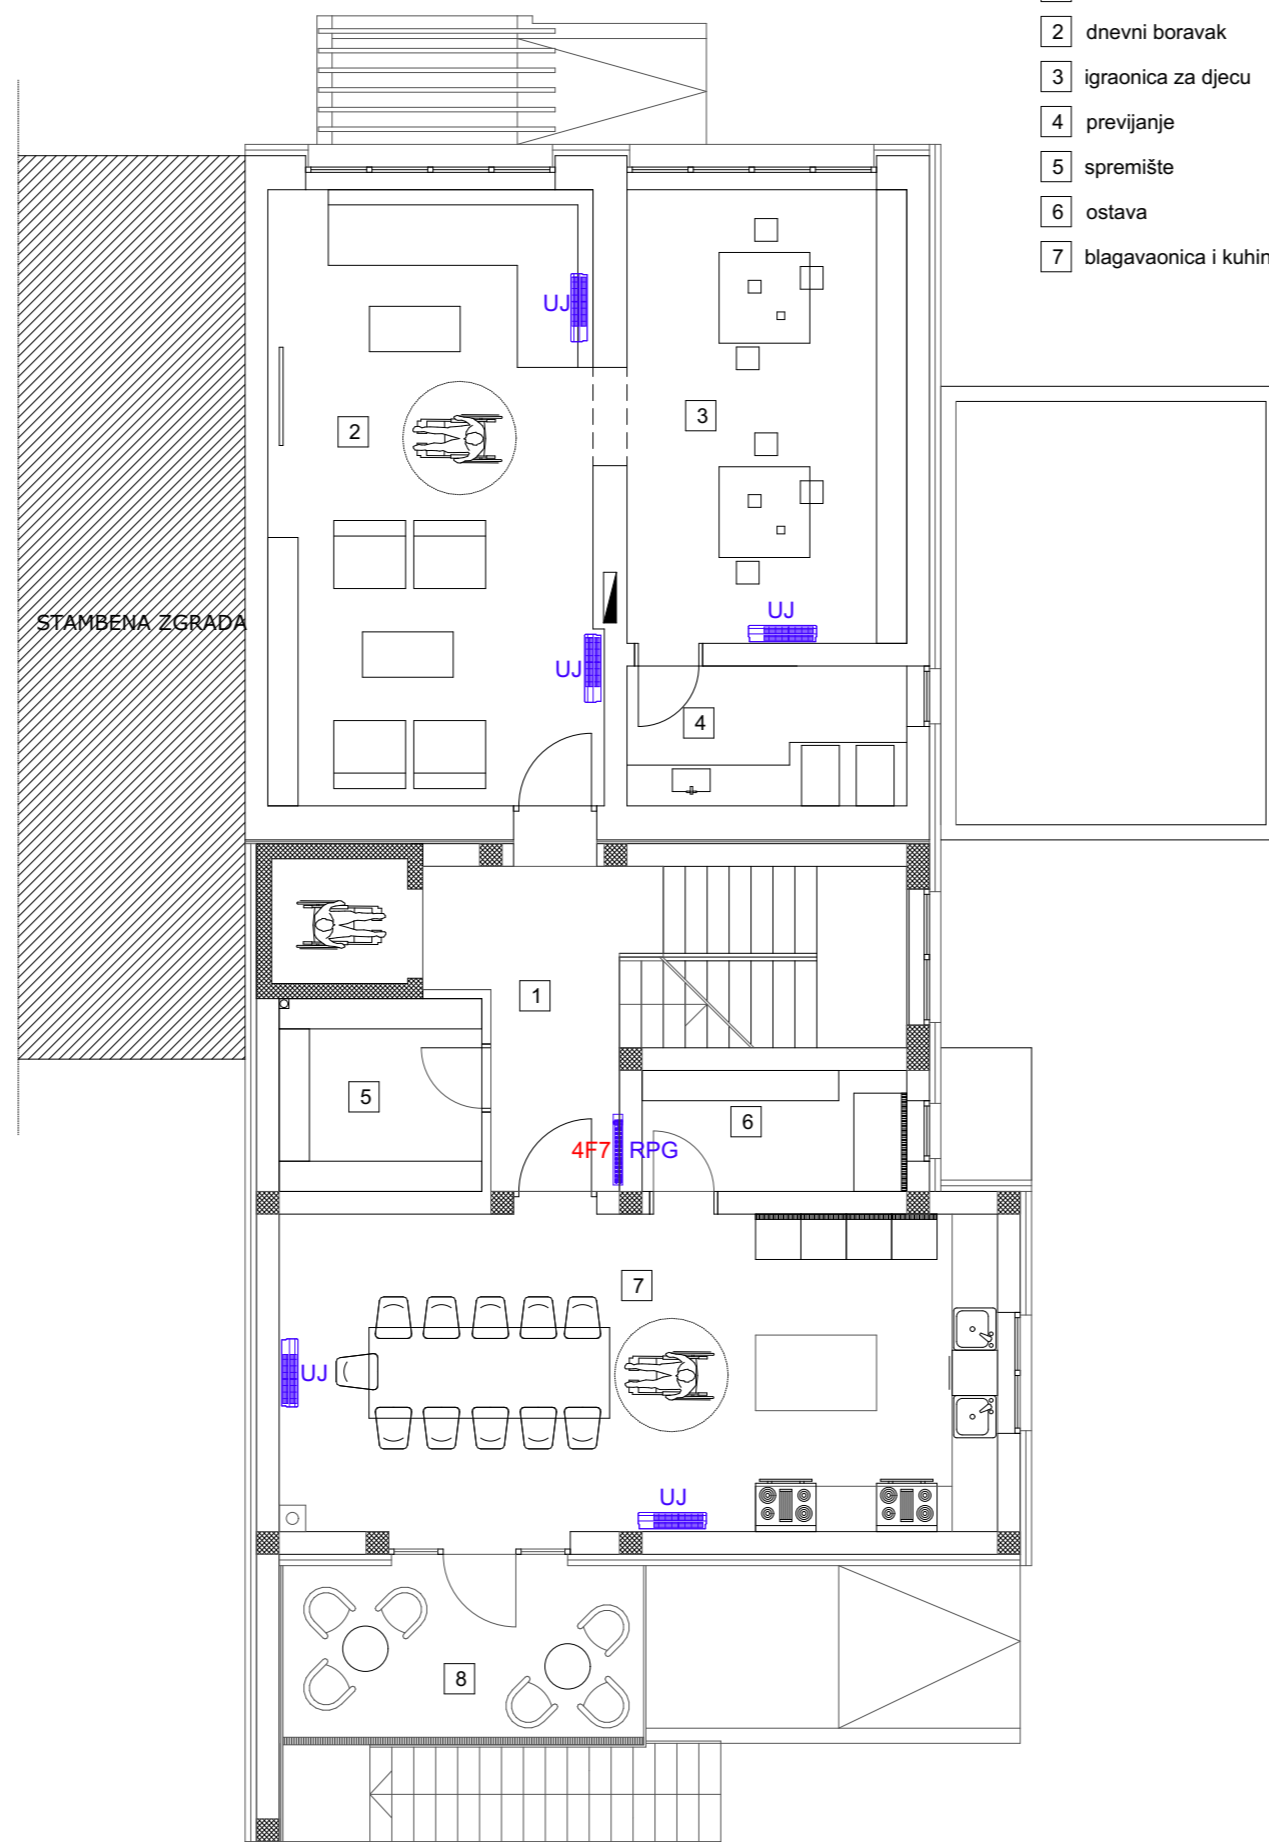 2 dnevni boravak
3 igraonica za djecu
4 previjanje
5 spremište
6 ostava
7 blagavaonica i kuhin
UJ
2
3
STAMBENA ZGRADA
UJ
UJ
4
1
5
6
4F7 RPG
7
UJ
UJ
8